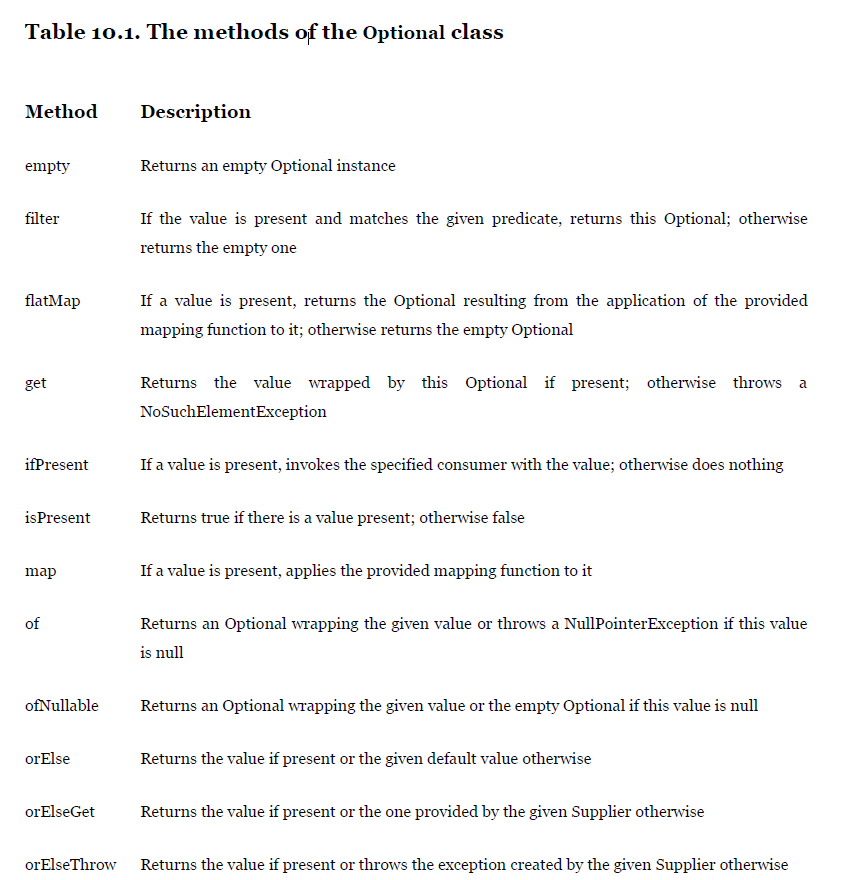 Table 10.1. The methods of the Optional class
Method Description
empty Returns an empty Optional instance
filter If the value is present and matches the given predicate, returns this Optional; otherwise
returns the empty one
flatMap If a value is present, returns the Optional resulting from the application of the provided
mapping function to it; otherwise returns the empty Optional
get Returns the value wrapped by this Optional if present; otherwise throws a
NoSuchElementException
ifPresent If a value is present, invokes the specified consumer with the value; otherwise does nothing
isPresent Returns true if there is a value present; otherwise false
map If a value is present, applies the provided mapping function to it
of Returns an Optional wrapping the given value or throws a NullPointerException if this value
is null
ofNullable Returns an Optional wrapping the given value or the empty Optional if this value is null
orElse Returns the value if present or the given default value otherwise
orElseGet Returns the value if present or the one provided by the given Supplier otherwise
orElseThrow Returns the value if present or throws the exception created by the given Supplier otherwise